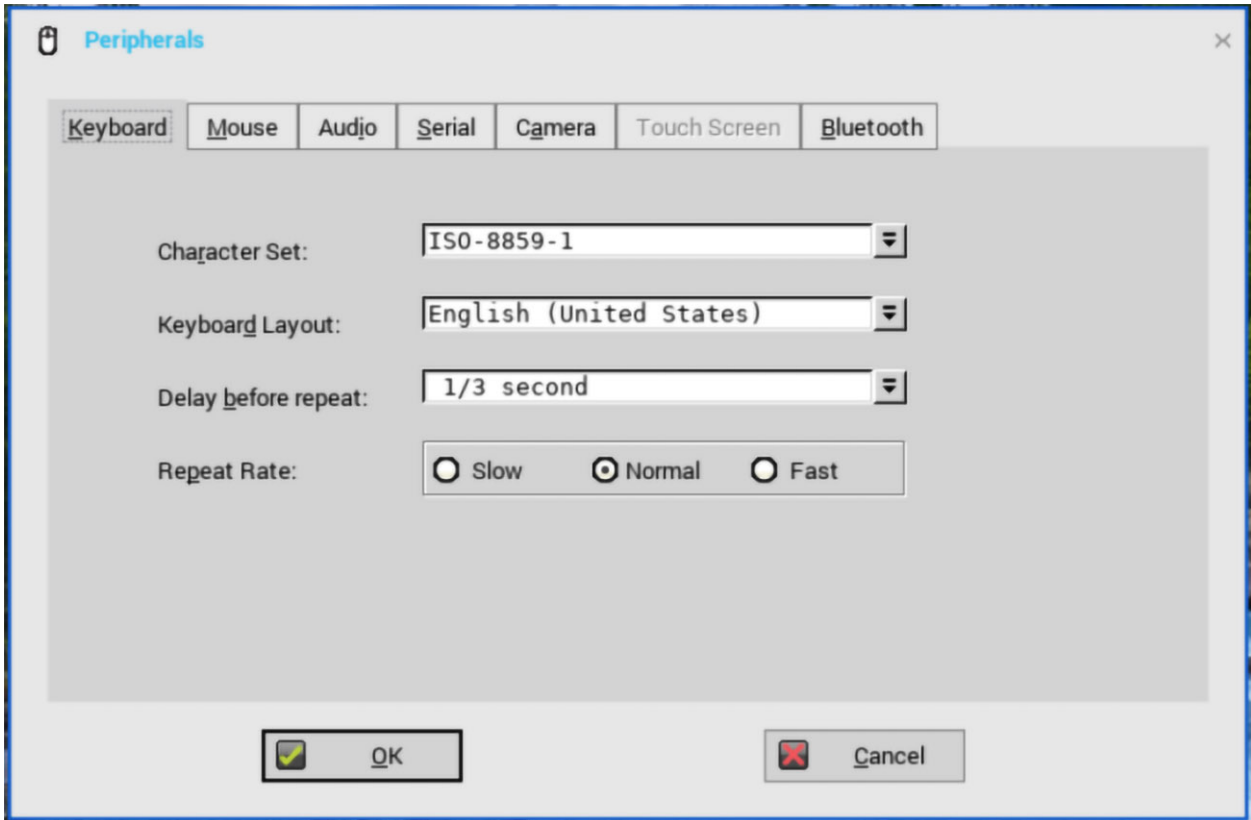 Peripherals
Keyboard Mouse Audio Serial Camera Touch Screen Bluetooth
Character Set: ISO-8859-1
Keyboard Layout: English (United States)
Delay before repeat: 1/3 second
Repeat Rate: Slow Normal Fast
OK Cancel